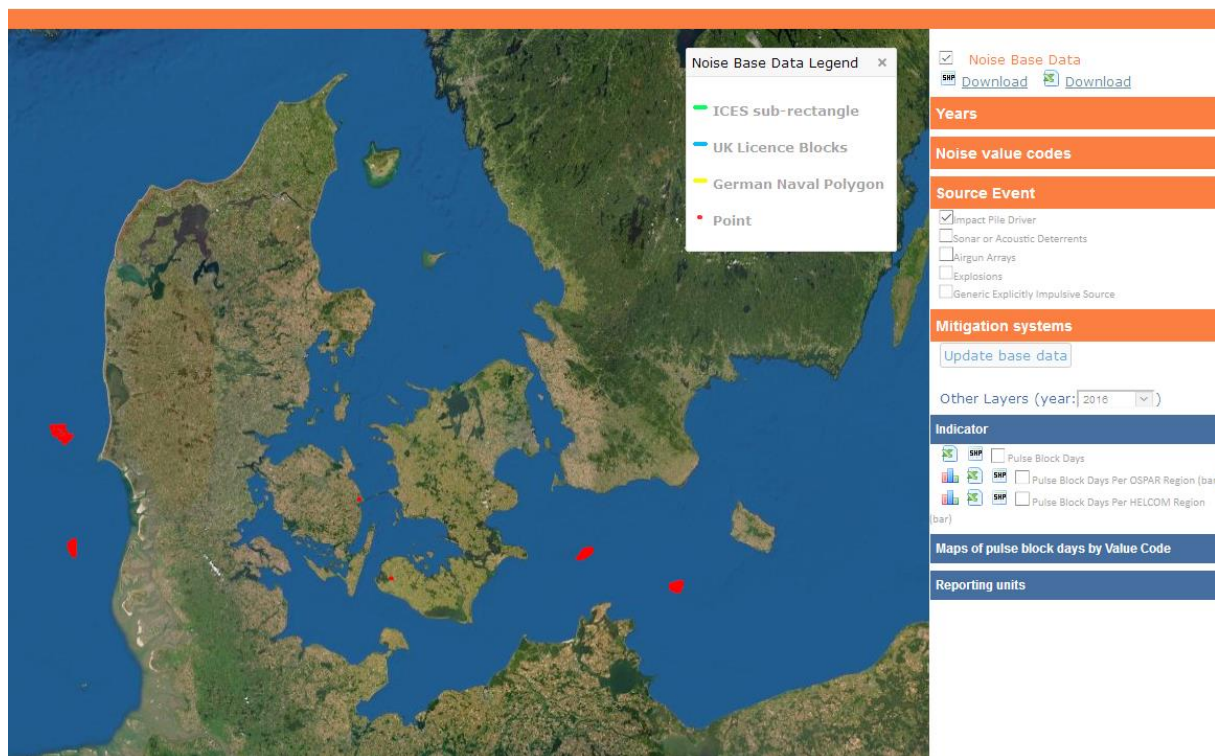 Noise Base Data Legend ×
ICES sub-rectangle
UK Licence Blocks
German Naval Polygon
Point
Noise Base Data
SHP Download Download
Years
Noise value codes
Source Event
Impact Pile Driver
Sonar or Acoustic Deterrents
Airgun Arrays
Explosions
Generic Explicitly Impulsive Source
Mitigation systems
Update base data
Other Layers (year: 2016 )
Indicator
SHP Pulse Block Days
SHP Pulse Block Days Per OSPAR Region (bar
SHP Pulse Block Days Per HELCOM Region
(bar)
Maps of pulse block days by Value Code
Reporting units